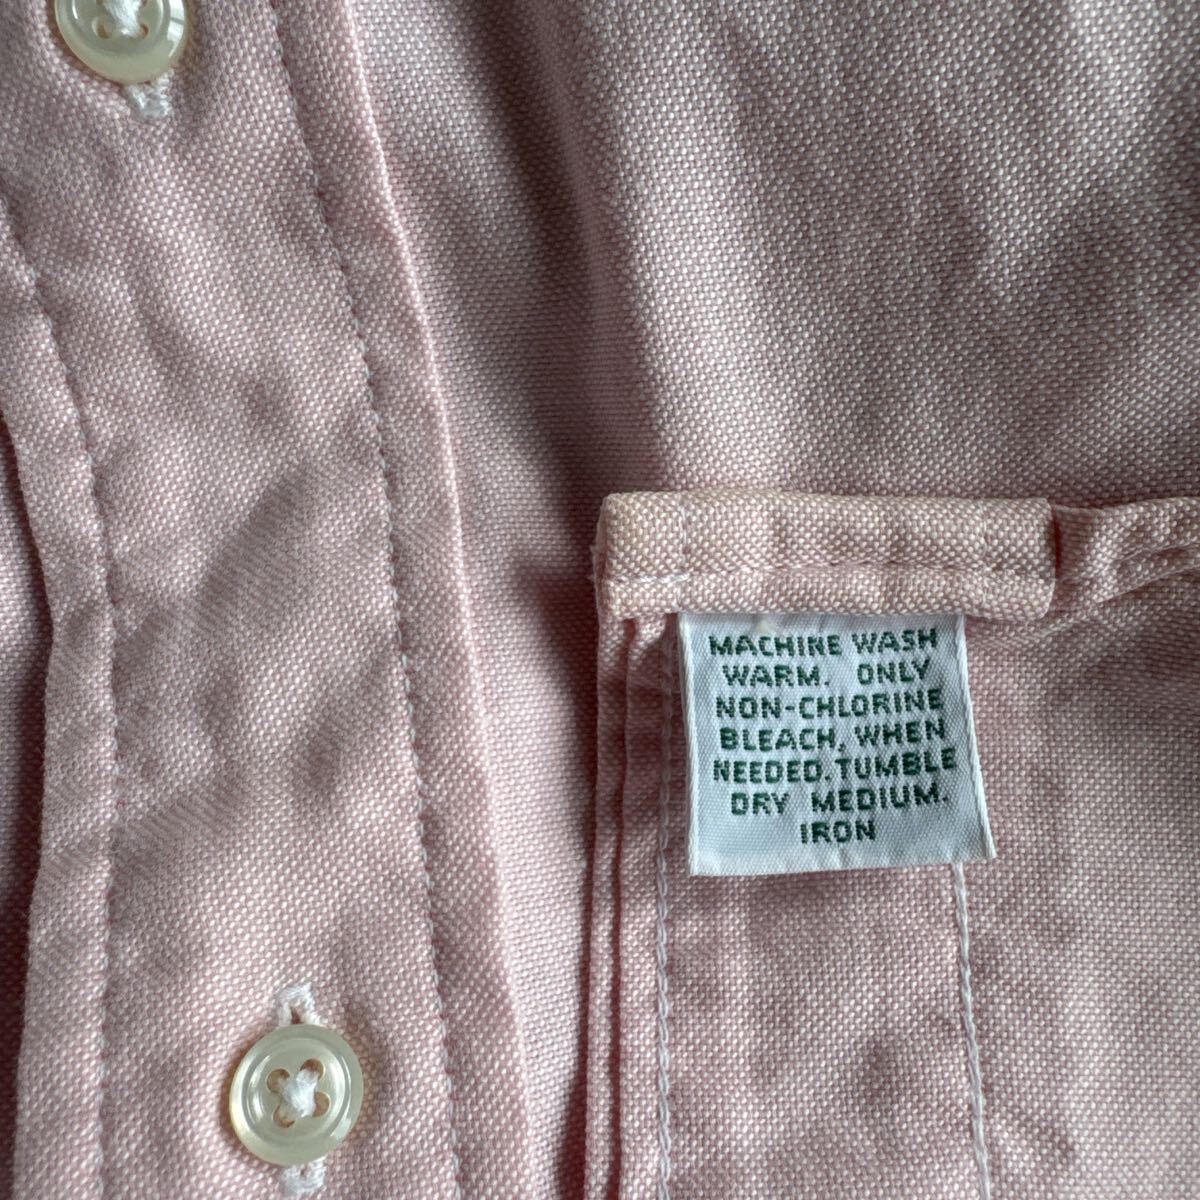 MACHINE WASH
WARM. ONLY
NON-CHLORINE
BLEACH, WHEN
NEEDED. TUMBLE
DRY MEDIUM.
IRON